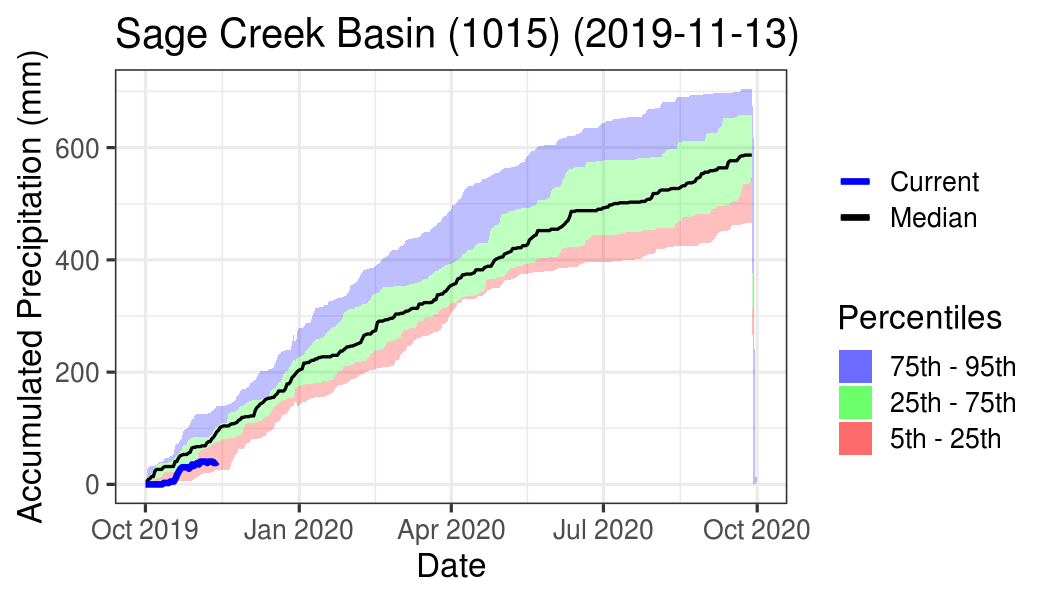 Sage Creek Basin (1015) (2019-11-13)
Accumulated Precipitation (mm)
600
400
200
0
Oct 2019
Jan 2020
Apr 2020
Jul 2020
Oct 2020
Date
Current
Median
Percentiles
75th - 95th
25th - 75th
5th - 25th